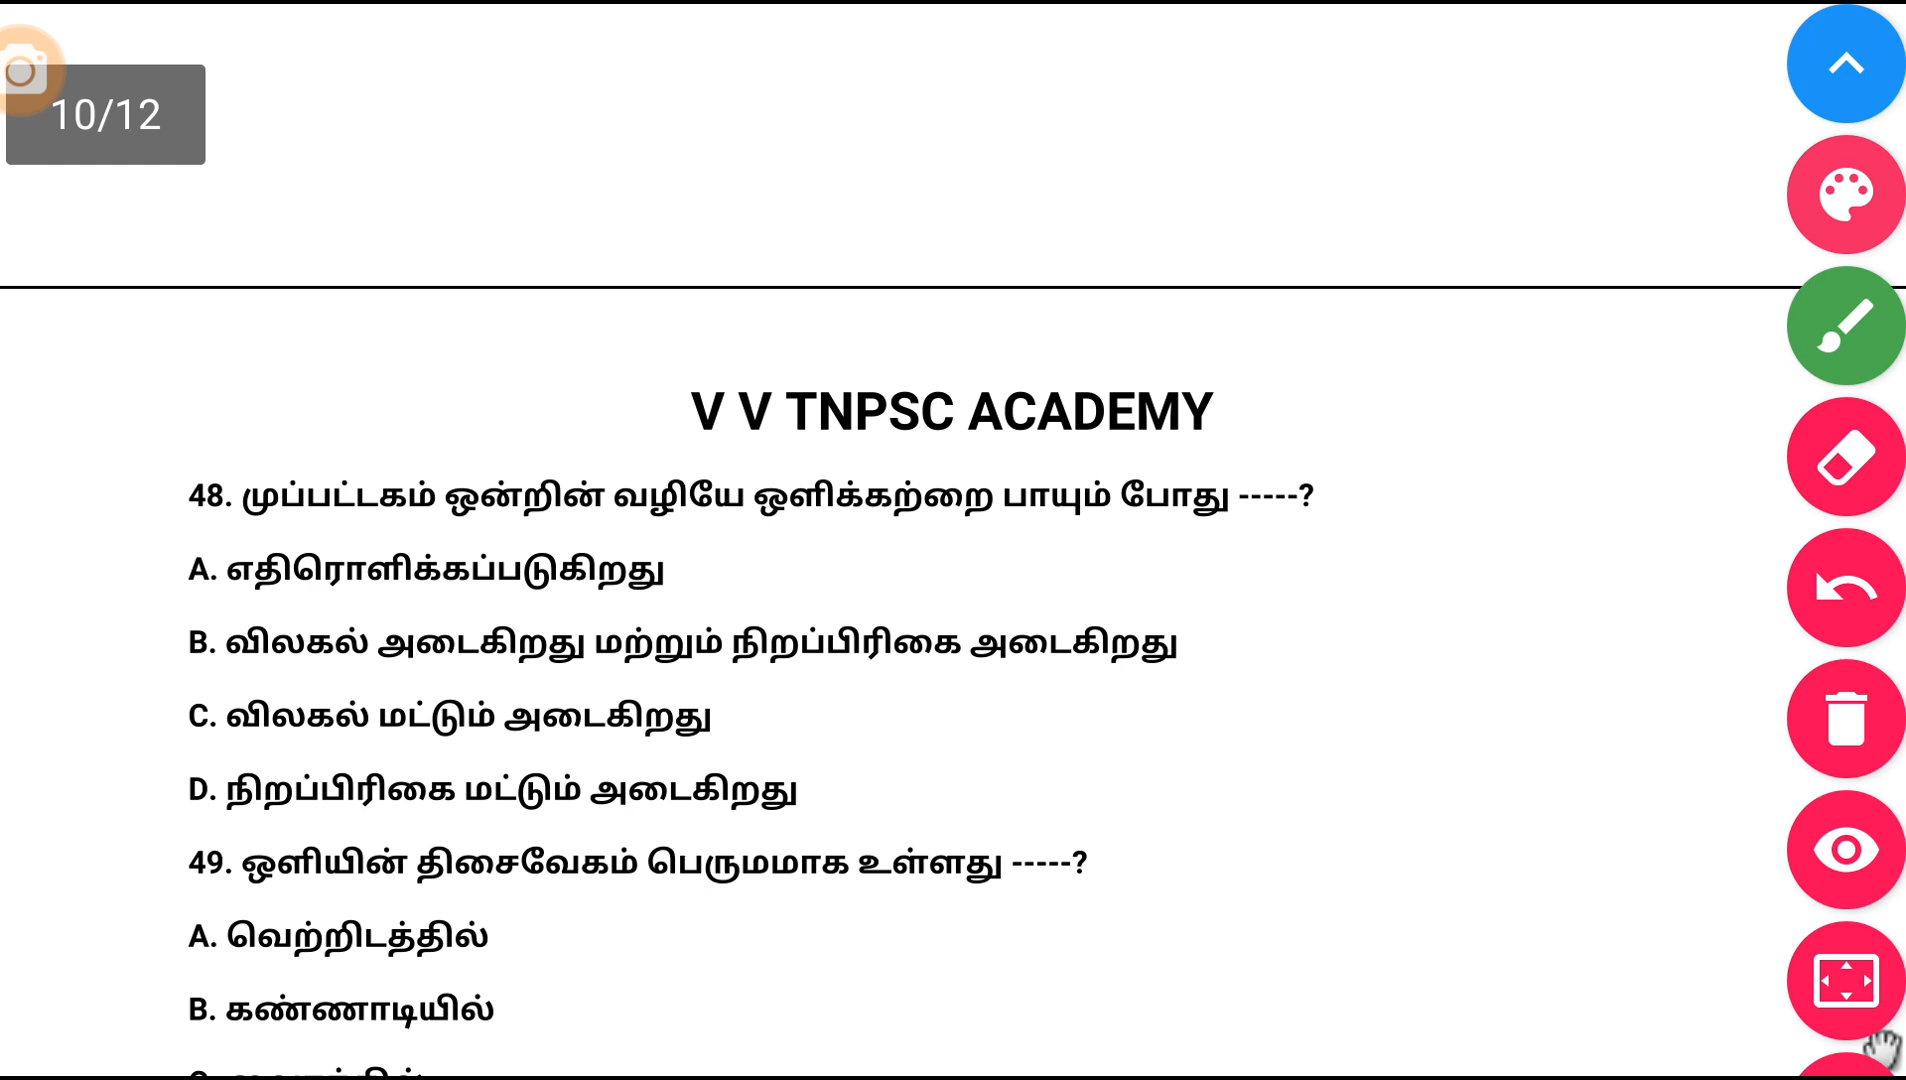 10/12
V V TNPSC ACADEMY
48. முப்பட்டகம் ஒன்றின் வழியே ஒளிக்கற்றை பாயும் போது -----?
A. எதிரொளிக்கப்படுகிறது
B. விலகல் அடைகிறது மற்றும் நிறப்பிரிகை அடைகிறது
C. விலகல் மட்டும் அடைகிறது
D. நிறப்பிரிகை மட்டும் அடைகிறது
49. ஒளியின் திசைவேகம் பெருமமாக உள்ளது -----?
A. வெற்றிடத்தில்
B. கண்ணாடியில்